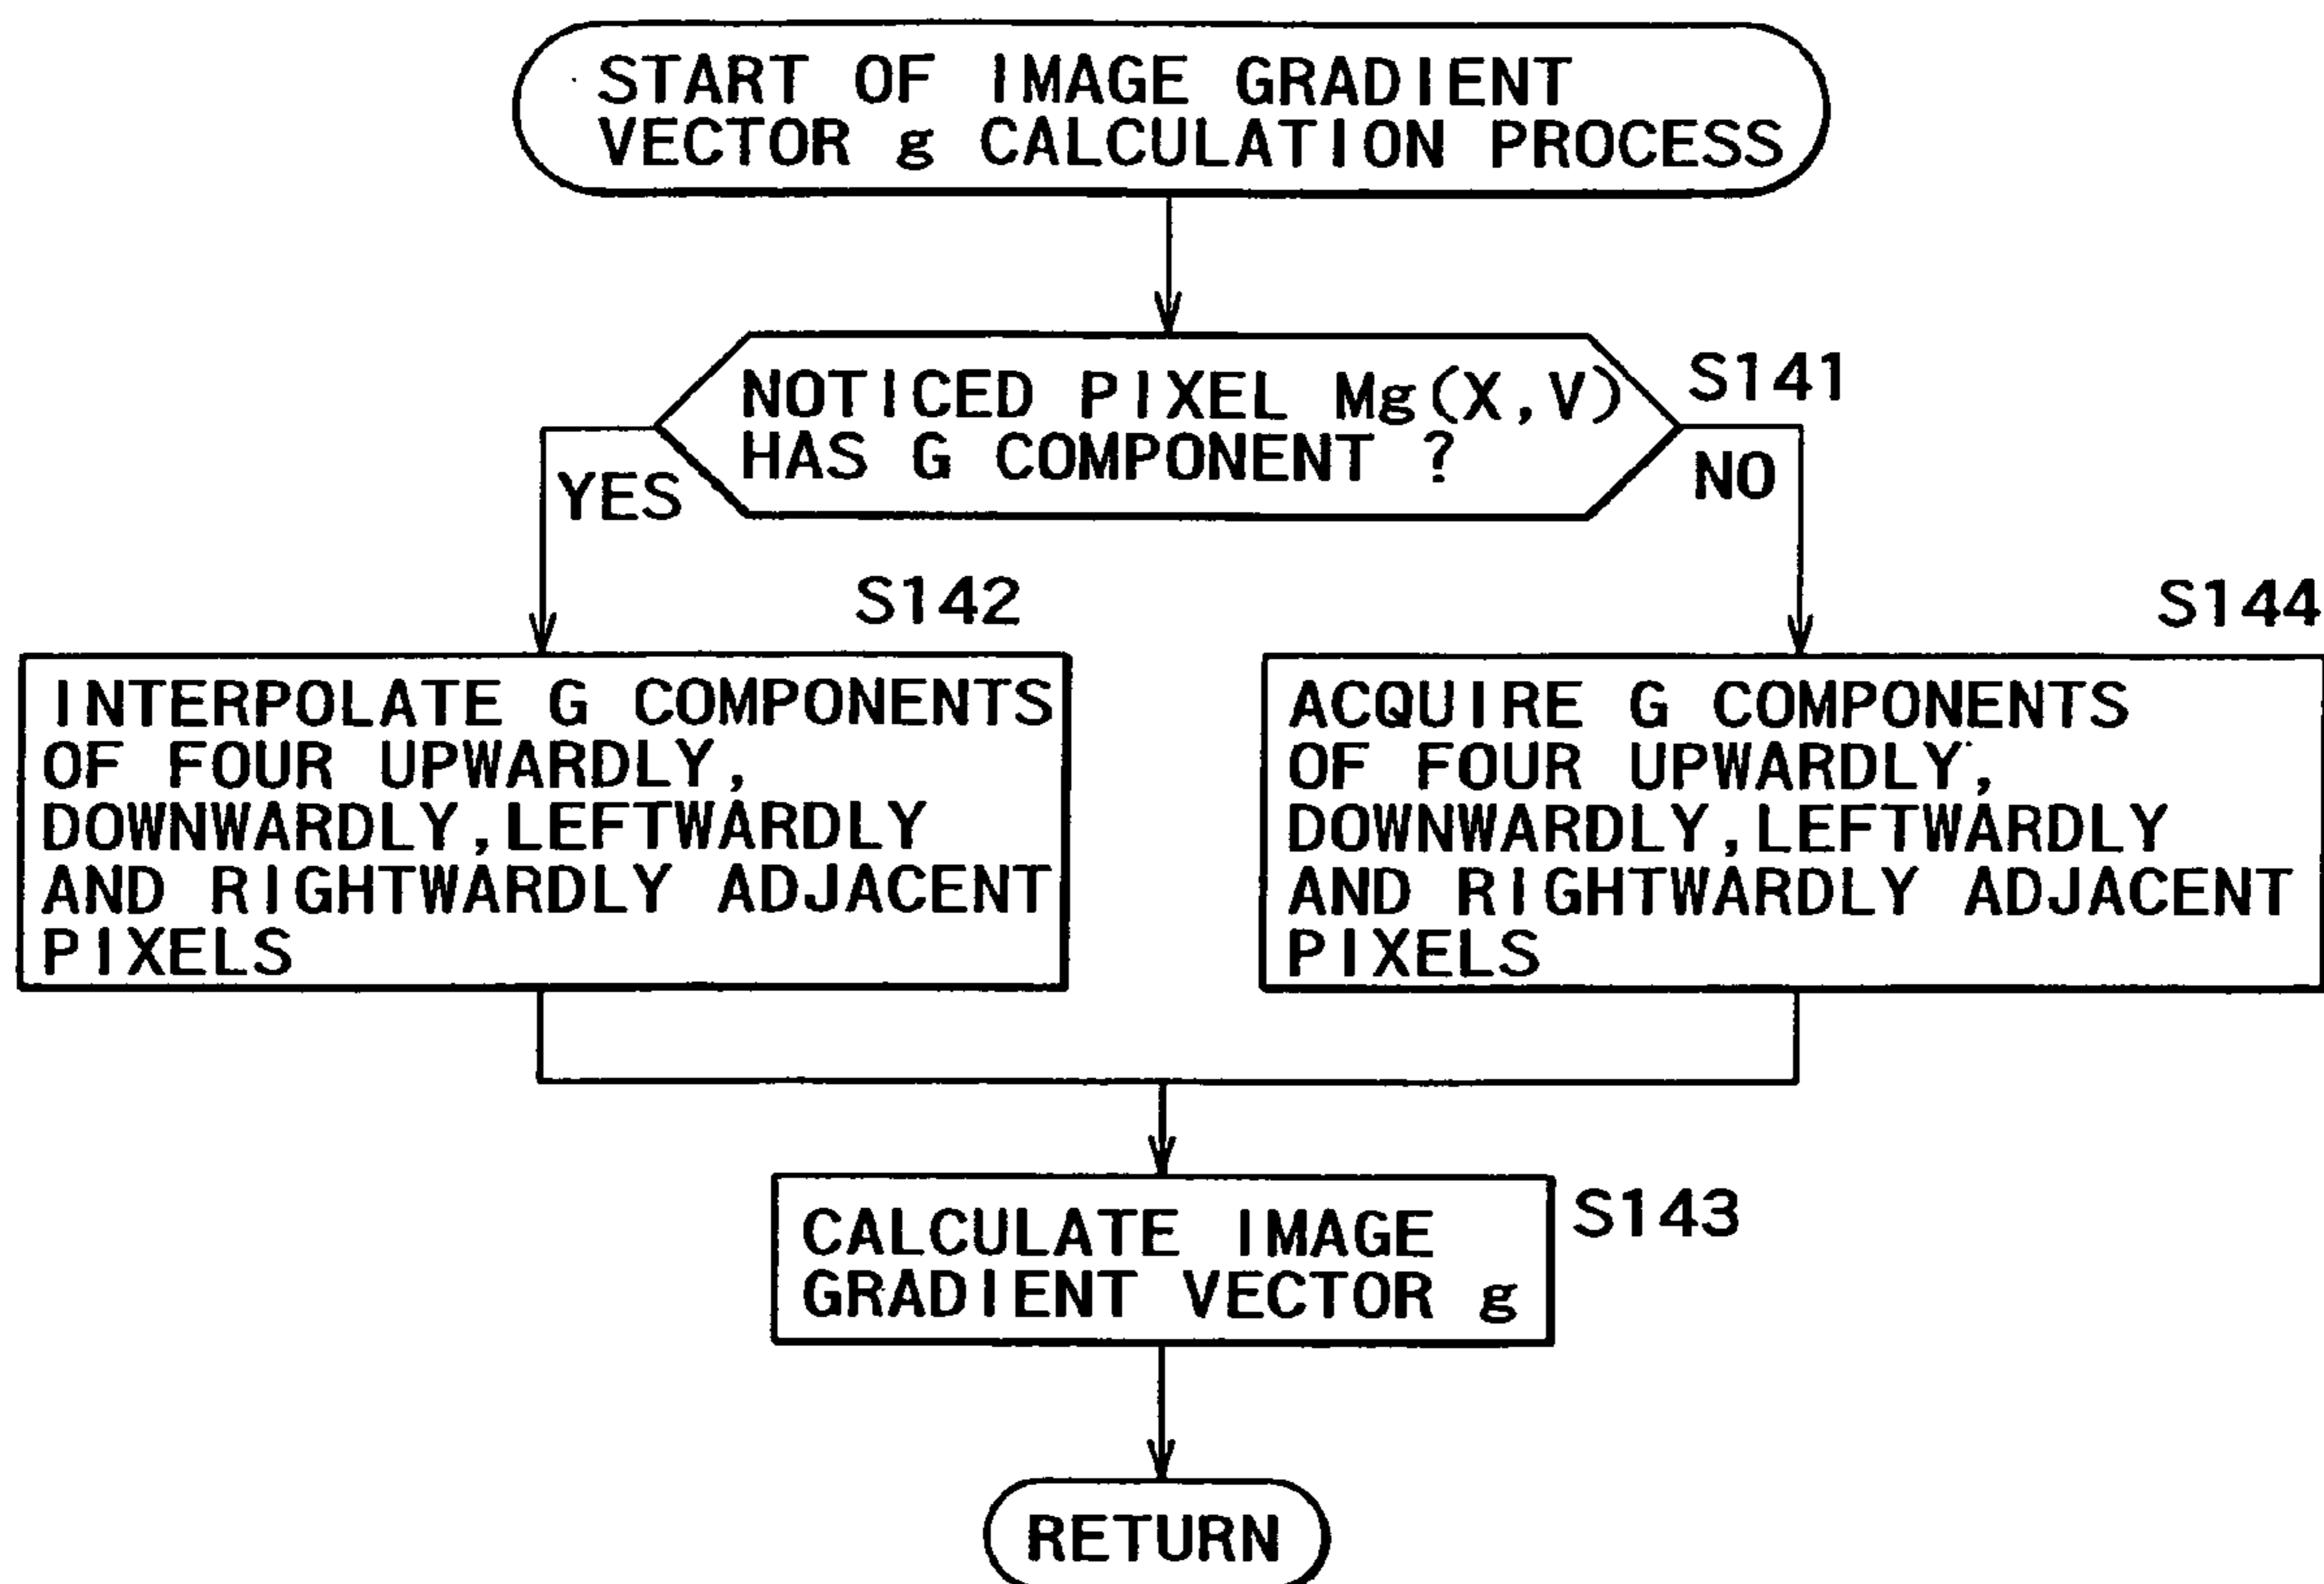 START OF IMAGE GRADIENT
VECTOR g CALCULATION PROCESS
NOTICED PIXEL Mg(X,V)
HAS G COMPONENT ?
S141
YES
NO
S142
INTERPOLATE G COMPONENTS
OF FOUR UPWARDLY,
DOWNWARDLY,LEFTWARDLY
AND RIGHTWARDLY ADJACENT
PIXELS
S144
ACQUIRE G COMPONENTS
OF FOUR UPWARDLY,
DOWNWARDLY,LEFTWARDLY
AND RIGHTWARDLY ADJACENT
PIXELS
CALCULATE IMAGE
GRADIENT VECTOR g
S143
RETURN